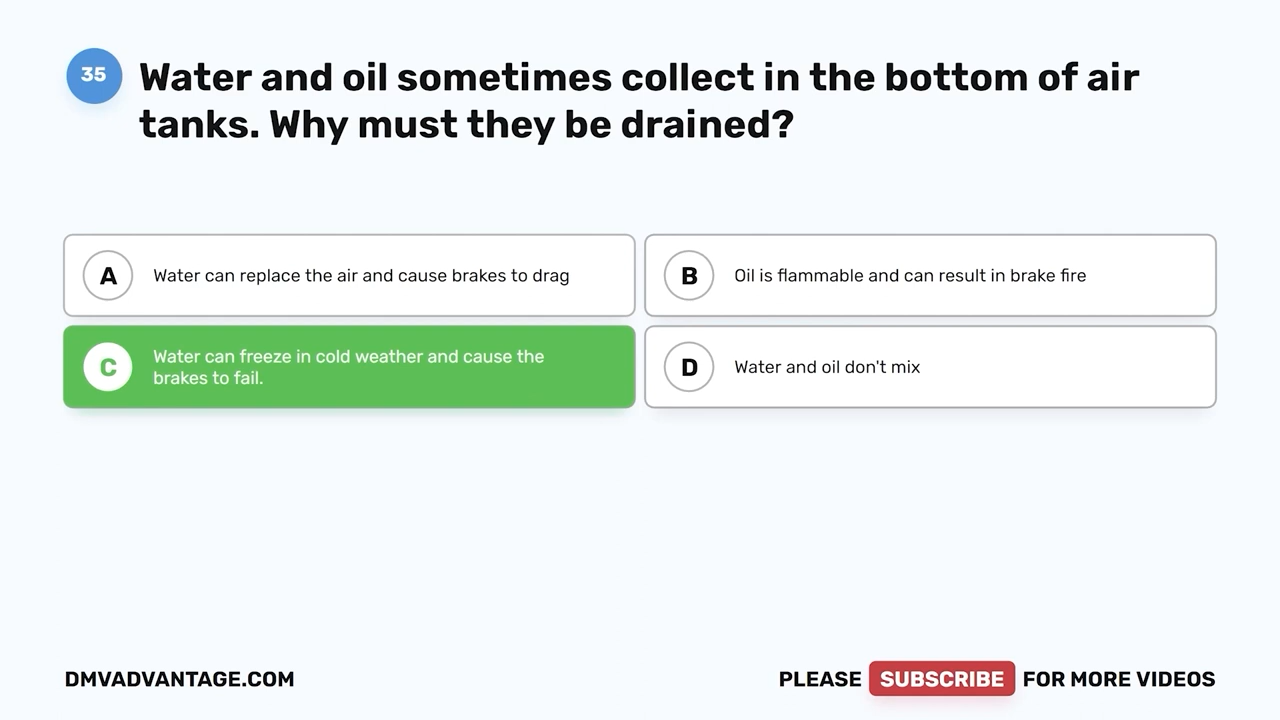 35
Water and oil sometimes collect in the bottom of air
tanks. Why must they be drained?
A
Water can replace the air and cause brakes to drag
B
Oil is flammable and can result in brake fire
C
Water can freeze in cold weather and cause the
brakes to fail.
D
Water and oil don't mix
DMVADVANTAGE.COM
PLEASE SUBSCRIBE FOR MORE VIDEOS